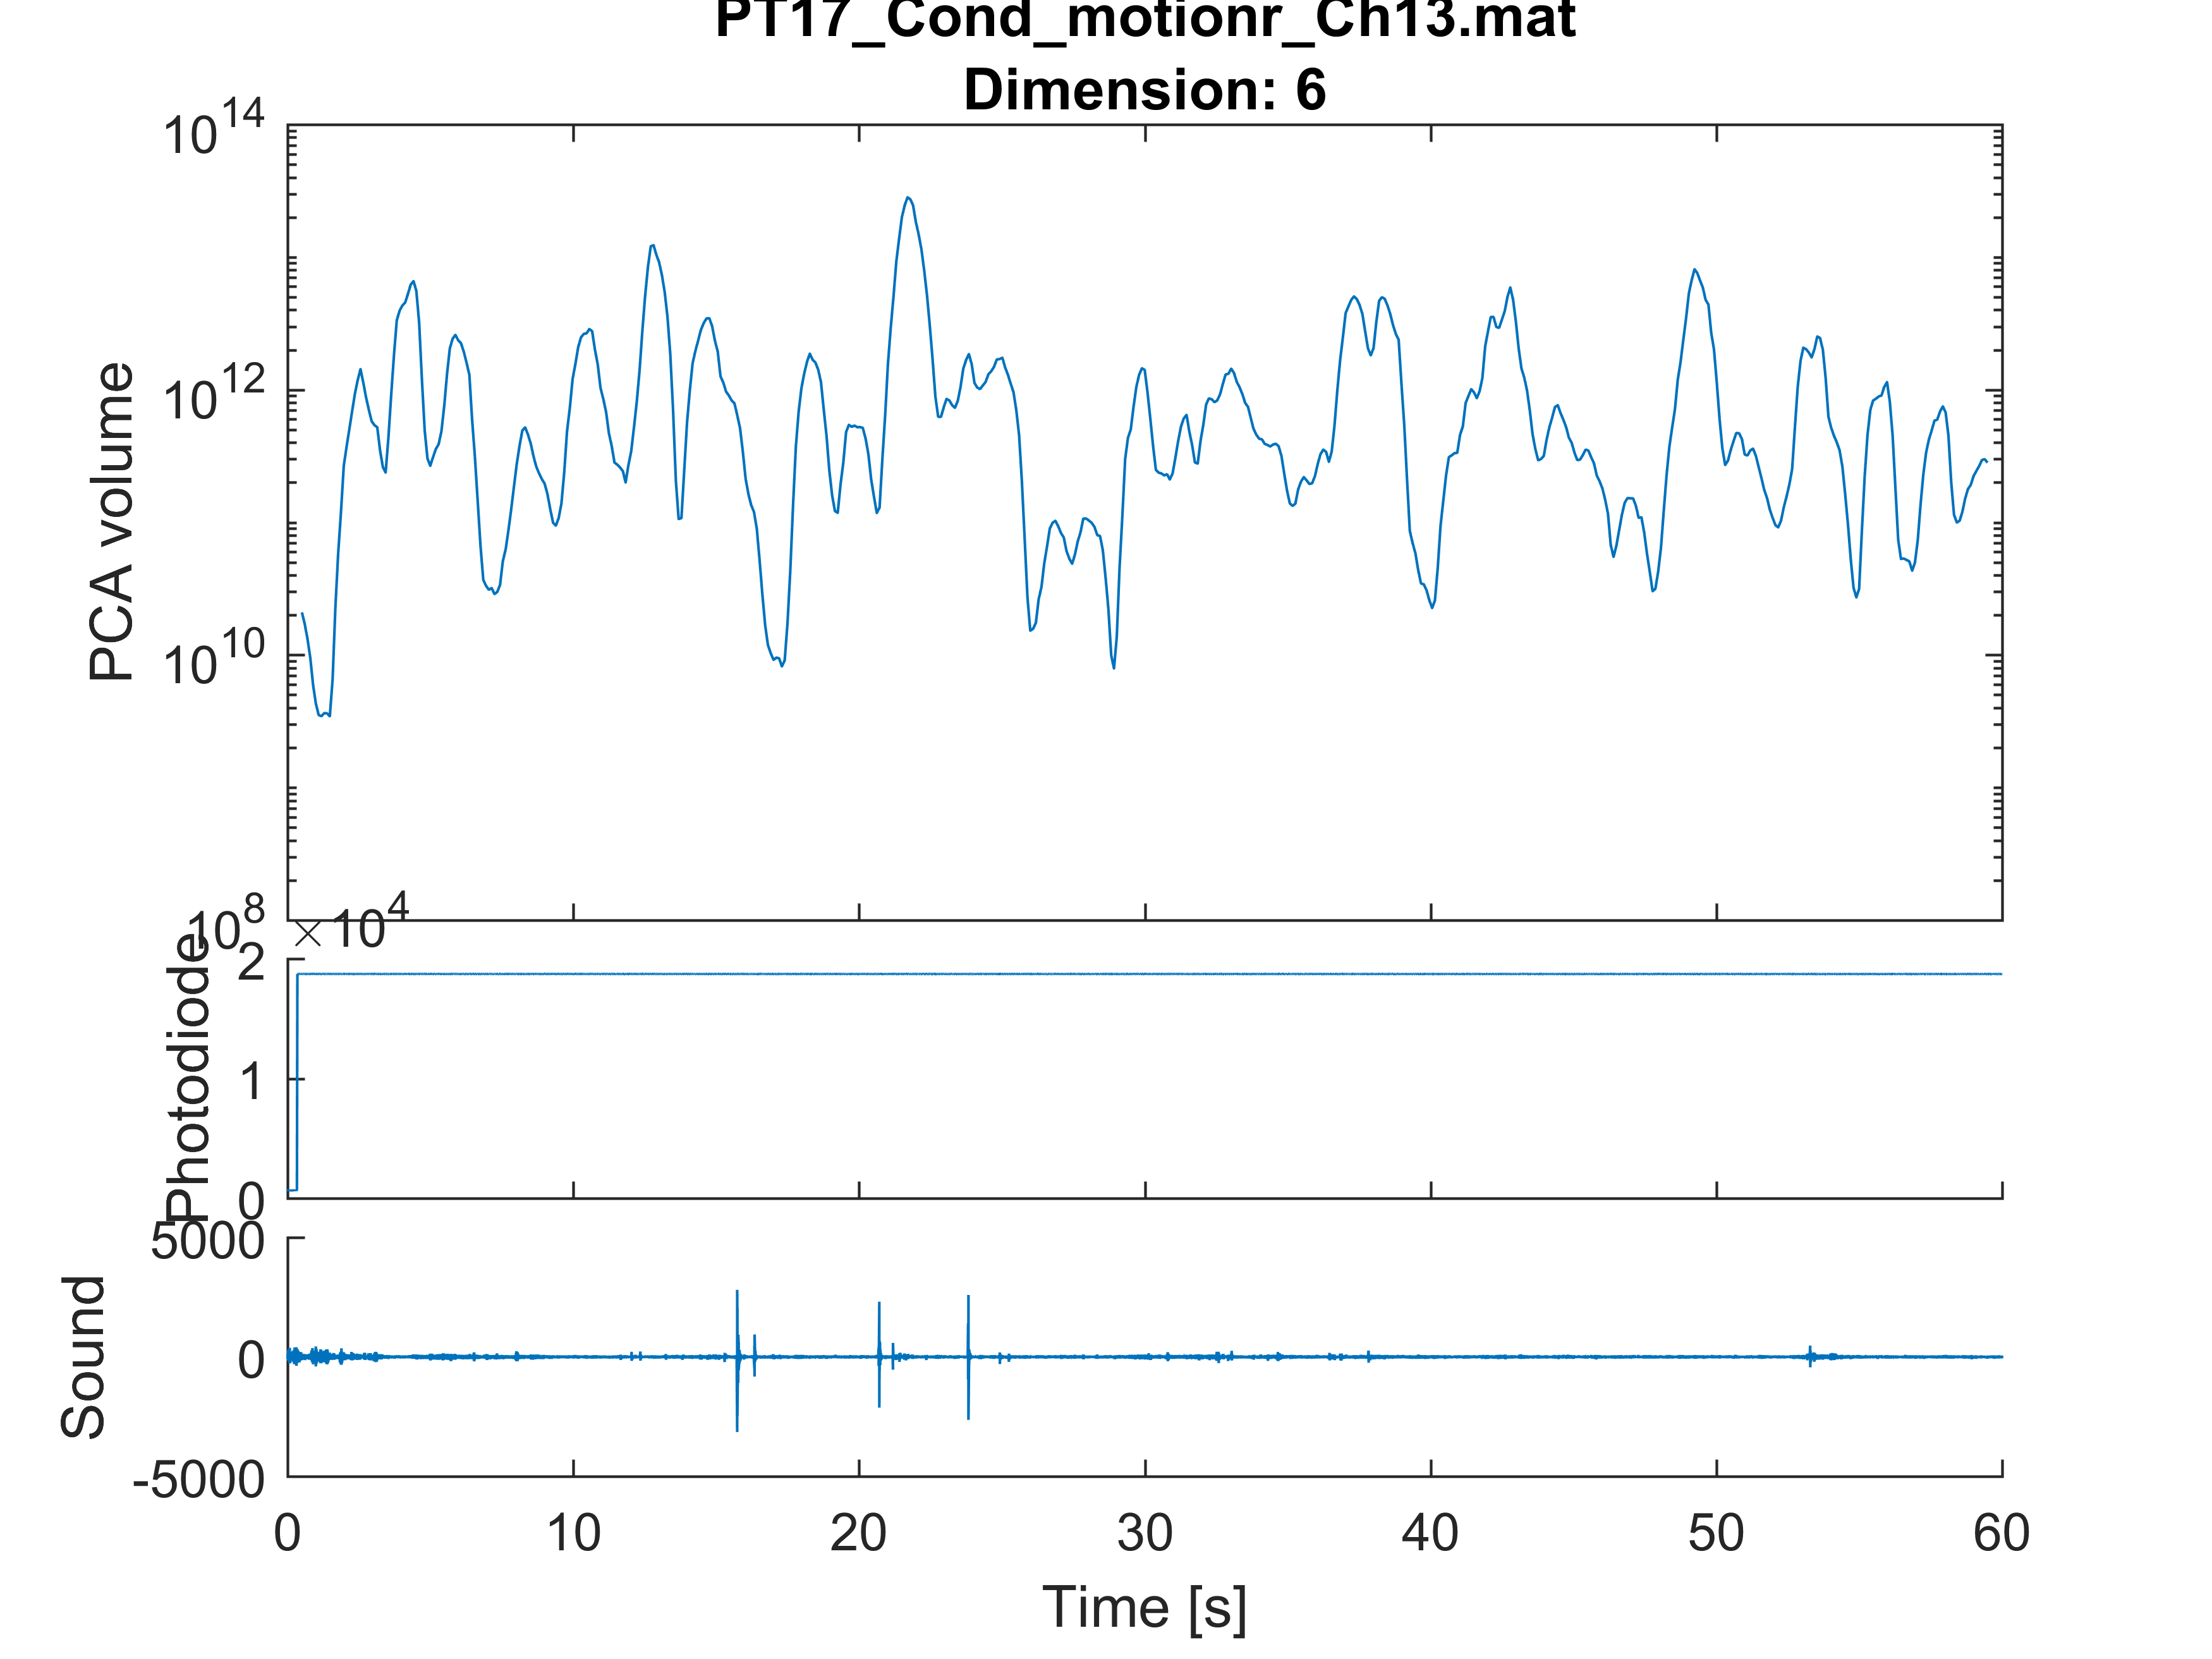 PT17_Cond_motionr_Ch13.mat
Dimension: 6
10^14
10^12
10^10
10^8
PCA volume
×10^4
2
1
0
Photodiode
5000
0
-5000
Sound
0 10 20 30 40 50 60
Time [s]